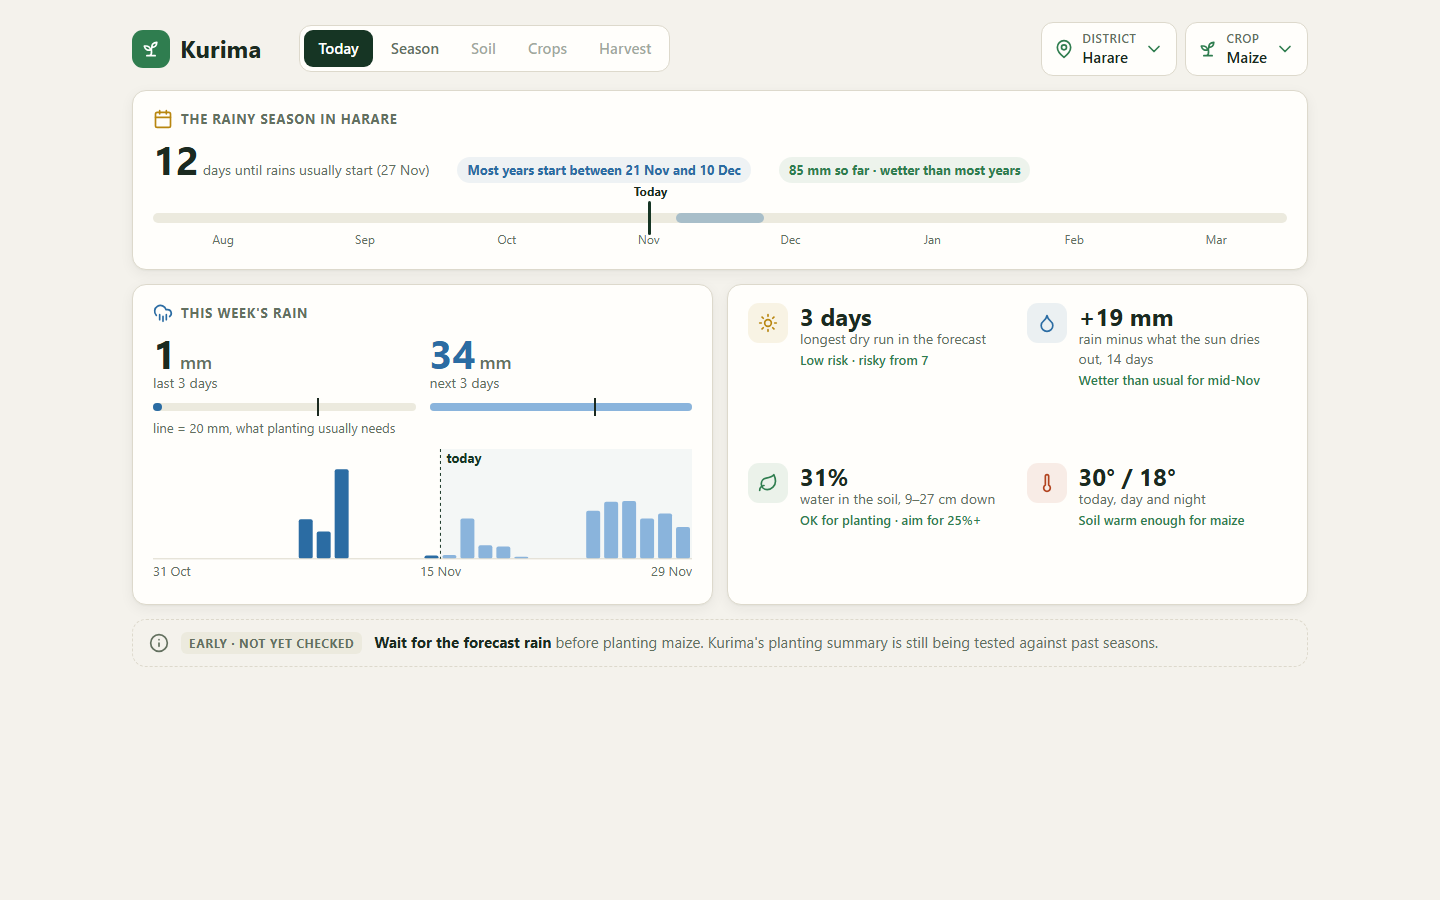 Kurima
Today
Season
Soil
Crops
Harvest
DISTRICT
Harare
CROP
Maize
THE RAINY SEASON IN HARARE
12 days until rains usually start (27 Nov)
Most years start between 21 Nov and 10 Dec
85 mm so far · wetter than most years
Today
Aug
Sep
Oct
Nov
Dec
Jan
Feb
Mar
THIS WEEK'S RAIN
1 mm
last 3 days
34 mm
next 3 days
line = 20 mm, what planting usually needs
today
31 Oct
15 Nov
29 Nov
3 days
longest dry run in the forecast
Low risk · risky from 7
+19 mm
rain minus what the sun dries
out, 14 days
Wetter than usual for mid-Nov
31%
water in the soil, 9–27 cm down
OK for planting · aim for 25%+
30° / 18°
today, day and night
Soil warm enough for maize
EARLY · NOT YET CHECKED
Wait for the forecast rain before planting maize. Kurima's planting summary is still being tested against past seasons.